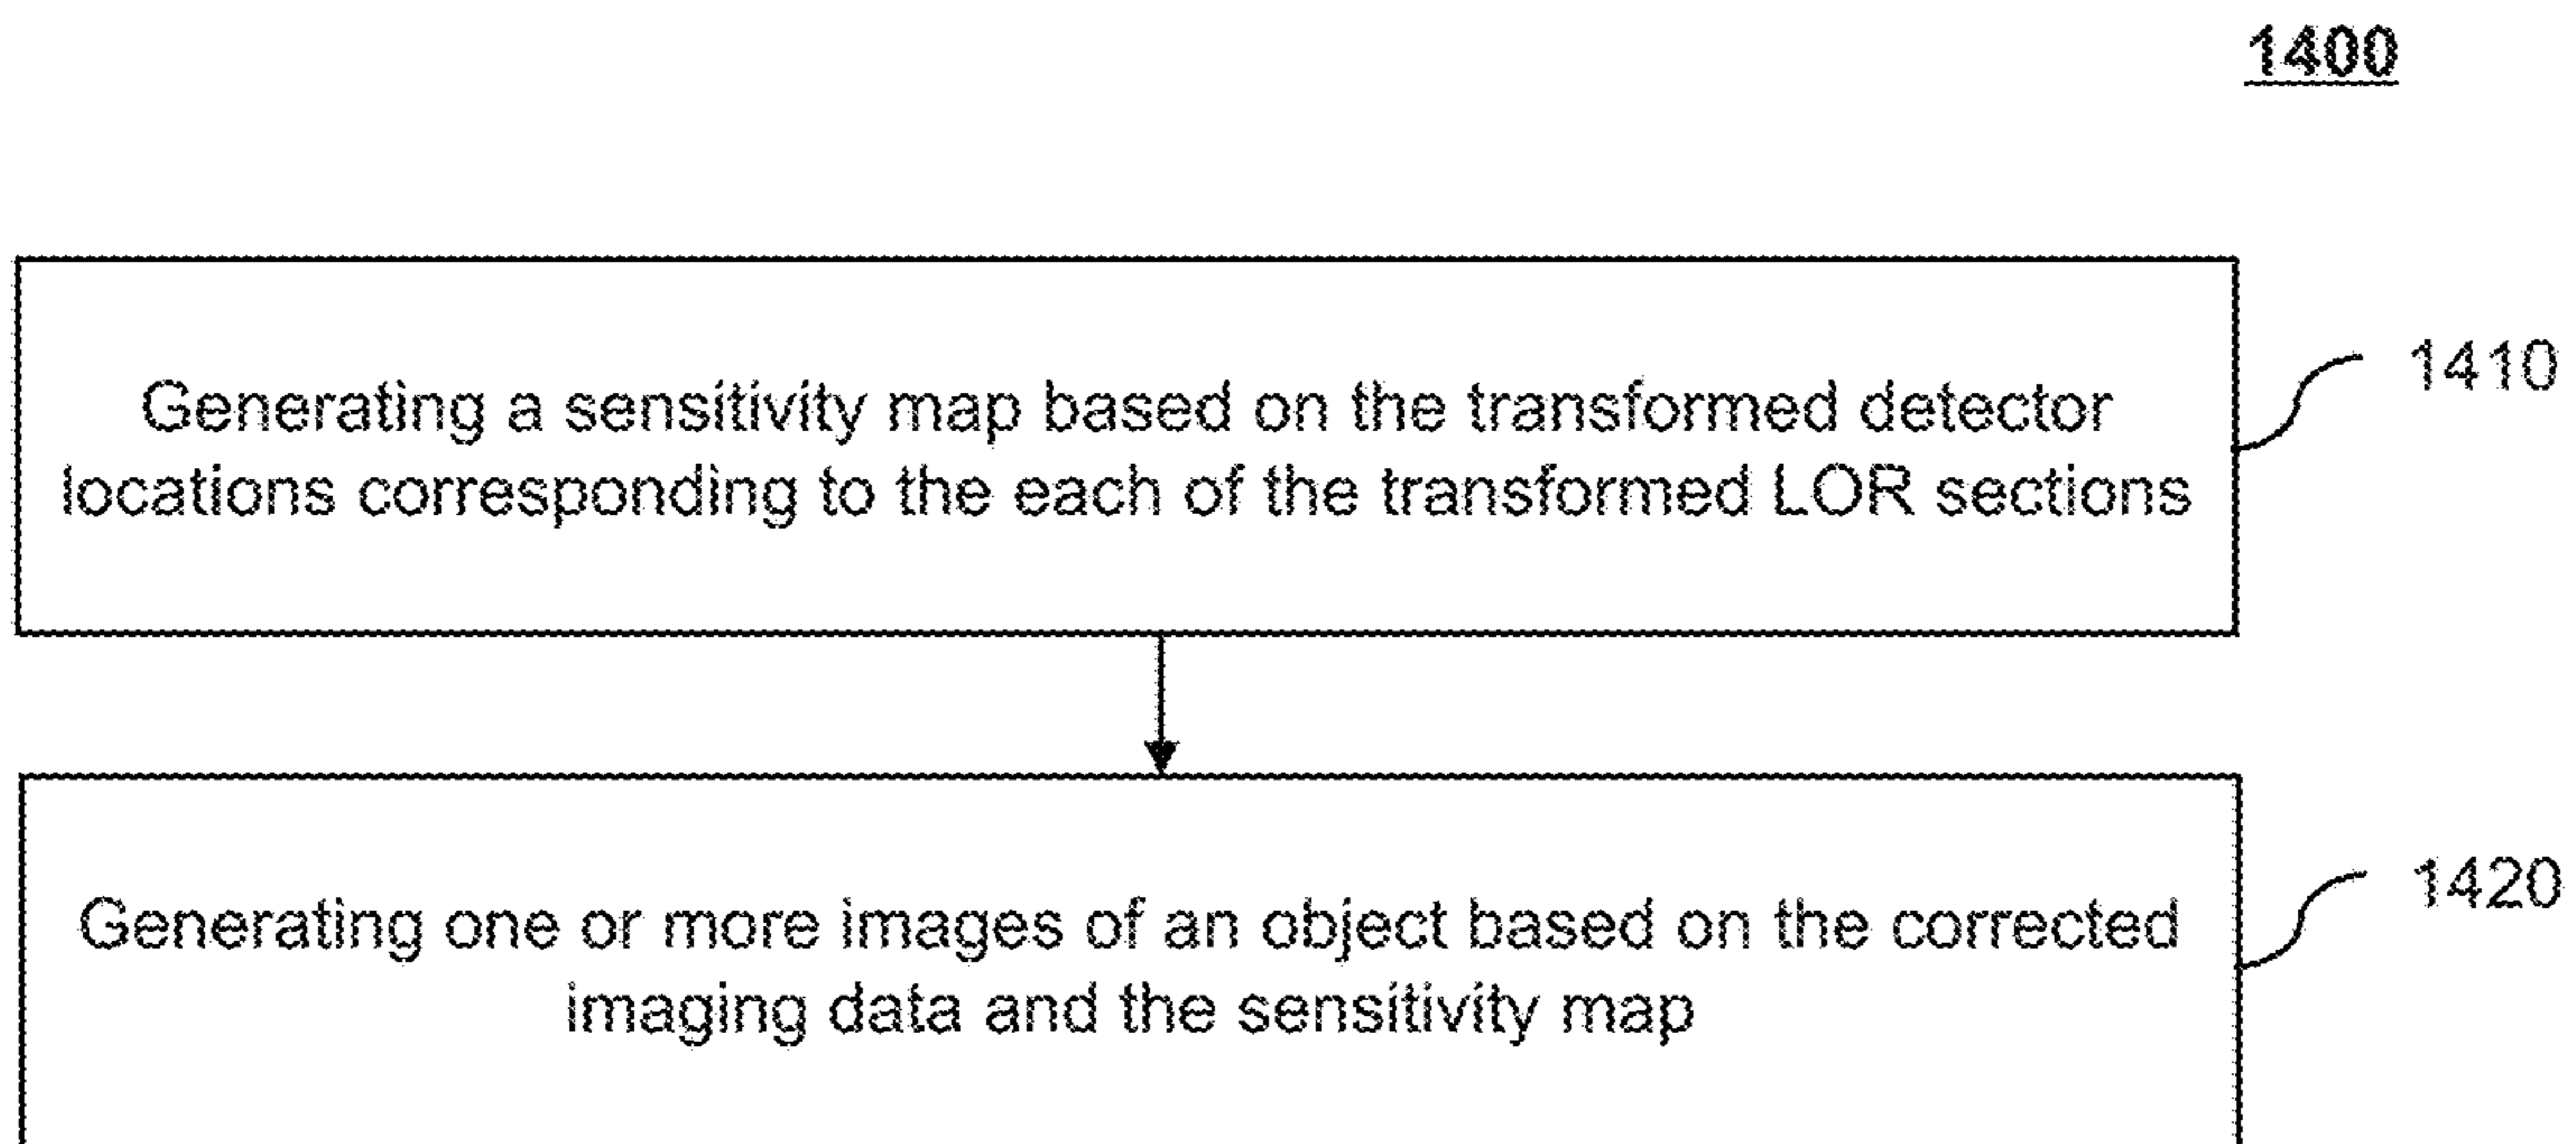 1400
Generating a sensitivity map based on the transformed detector
locations corresponding to the each of the transformed LOR sections
1410
Generating one or more images of an object based on the corrected
imaging data and the sensitivity map
1420